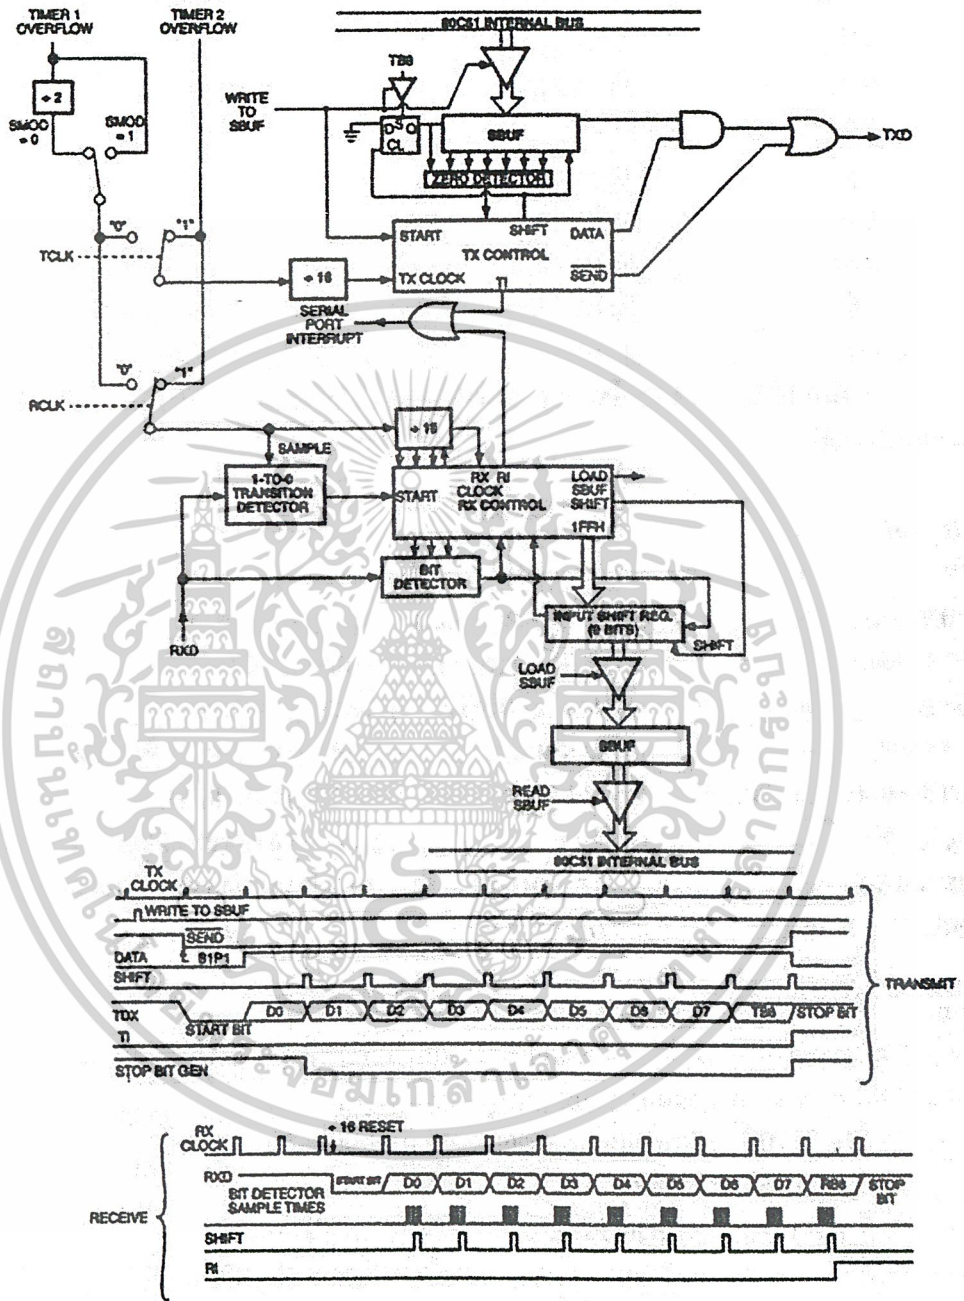 TIMER 1 OVERFLOW
TIMER 2 OVERFLOW
80C51 INTERNAL BUS
TB8
÷ 2
WRITE TO SBUF
SMOD = 0
SMOD = 1
D S Q
CL
SBUF
TXD
ZERO DETECTOR
"0"
"1"
START
SHIFT
DATA
TX CONTROL
TCLK
÷ 16
TX CLOCK
TI
SEND
SERIAL PORT INTERRUPT
"0"
"1"
RCLK
÷ 16
SAMPLE
1-TO-0 TRANSITION DETECTOR
START
RX CLOCK
RI
RX CONTROL
LOAD SBUF
SHIFT
1FFH
BIT DETECTOR
INPUT SHIFT REG. (9 BITS)
RXD
SHIFT
LOAD SBUF
SBUF
READ SBUF
80C51 INTERNAL BUS
TX CLOCK
WRITE TO SBUF
SEND
DATA
S1P1
SHIFT
TRANSMIT
TDX
START BIT
D0
D1
D2
D3
D4
D5
D6
D7
TB8
STOP BIT
TI
STOP BIT GEN
÷ 16 RESET
RX CLOCK
RXD
START BIT
D0
D1
D2
D3
D4
D5
D6
D7
RB8
STOP BIT
BIT DETECTOR SAMPLE TIMES
RECEIVE
SHIFT
RI